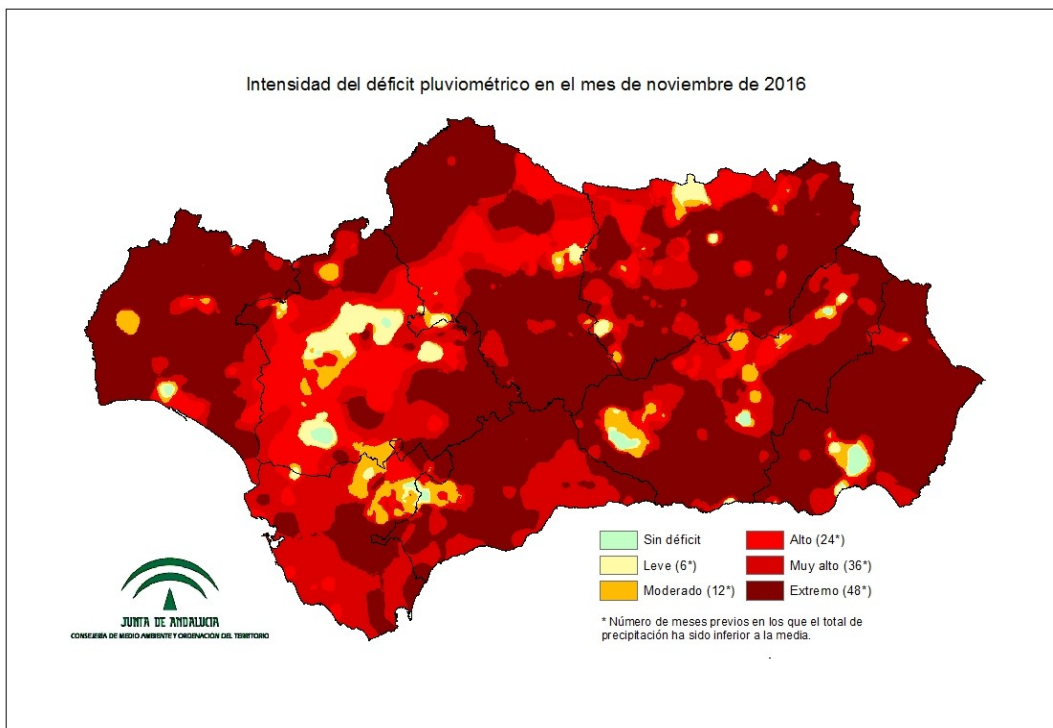 Intensidad del déficit pluviométrico en el mes de noviembre de 2016
Sin déficit
Leve (6*)
Moderado (12*)
Alto (24*)
Muy alto (36*)
Extremo (48*)
* Número de meses previos en los que el total de
precipitación ha sido inferior a la media.
JUNTA DE ANDALUCIA
CONSEJERIA DE MEDIO AMBIENTE Y ORDENACIÓN DEL TERRITORIO